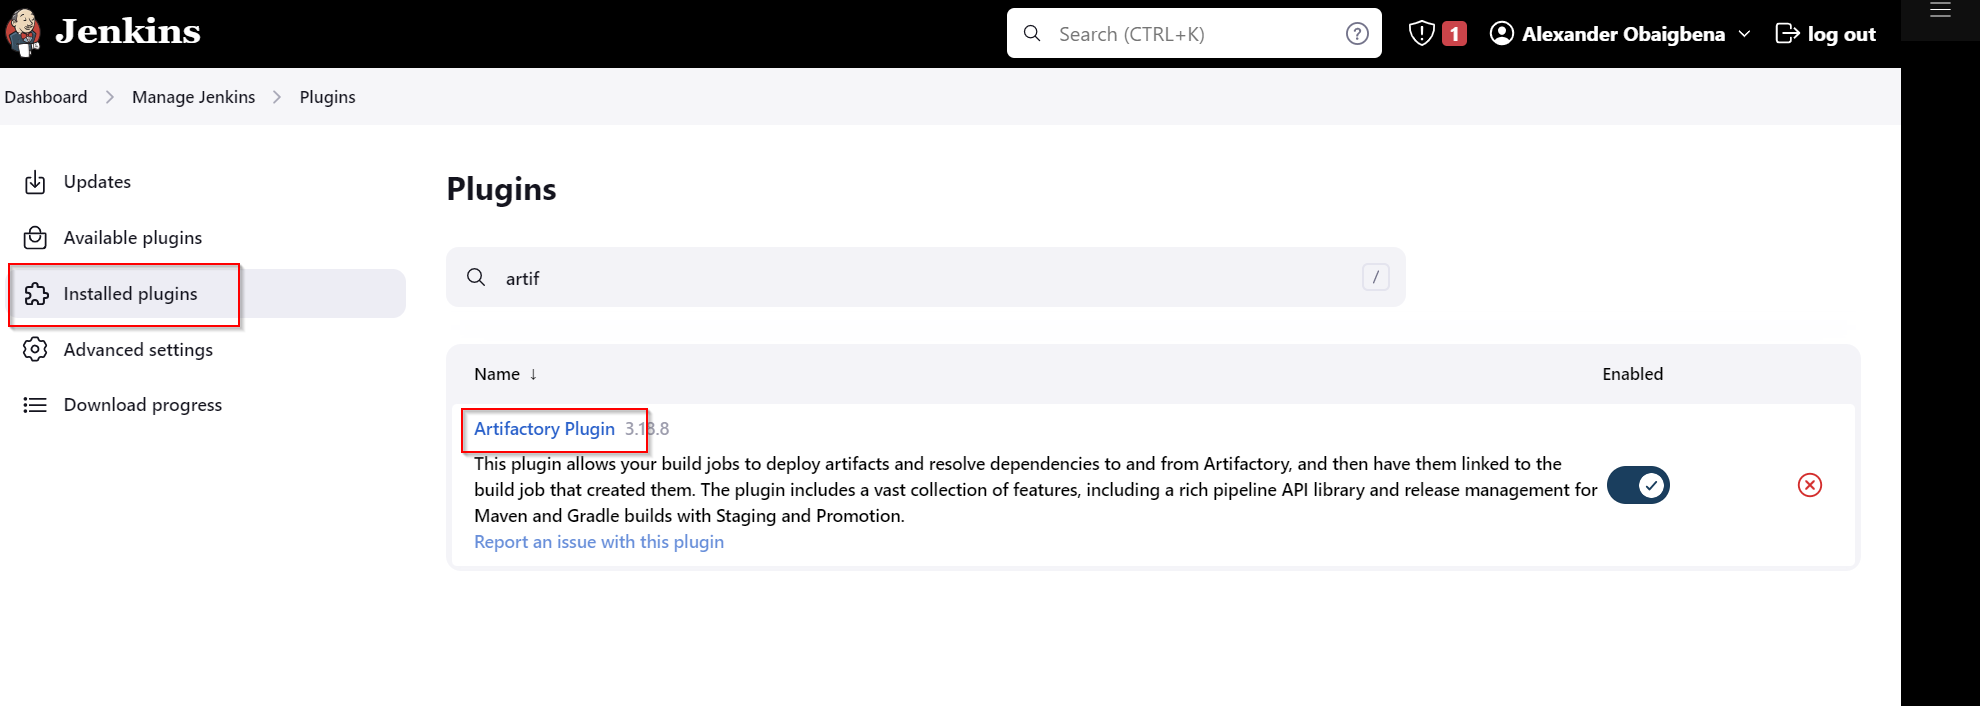 Jenkins
Search (CTRL+K)
?
1
Alexander Obaigbena
log out
Dashboard
Manage Jenkins
Plugins
Updates
Available plugins
Installed plugins
Advanced settings
Download progress
Plugins
artif
/
Name ↓
Enabled
Artifactory Plugin 3.18.8
This plugin allows your build jobs to deploy artifacts and resolve dependencies to and from Artifactory, and then have them linked to the
build job that created them. The plugin includes a vast collection of features, including a rich pipeline API library and release management for
Maven and Gradle builds with Staging and Promotion.
Report an issue with this plugin